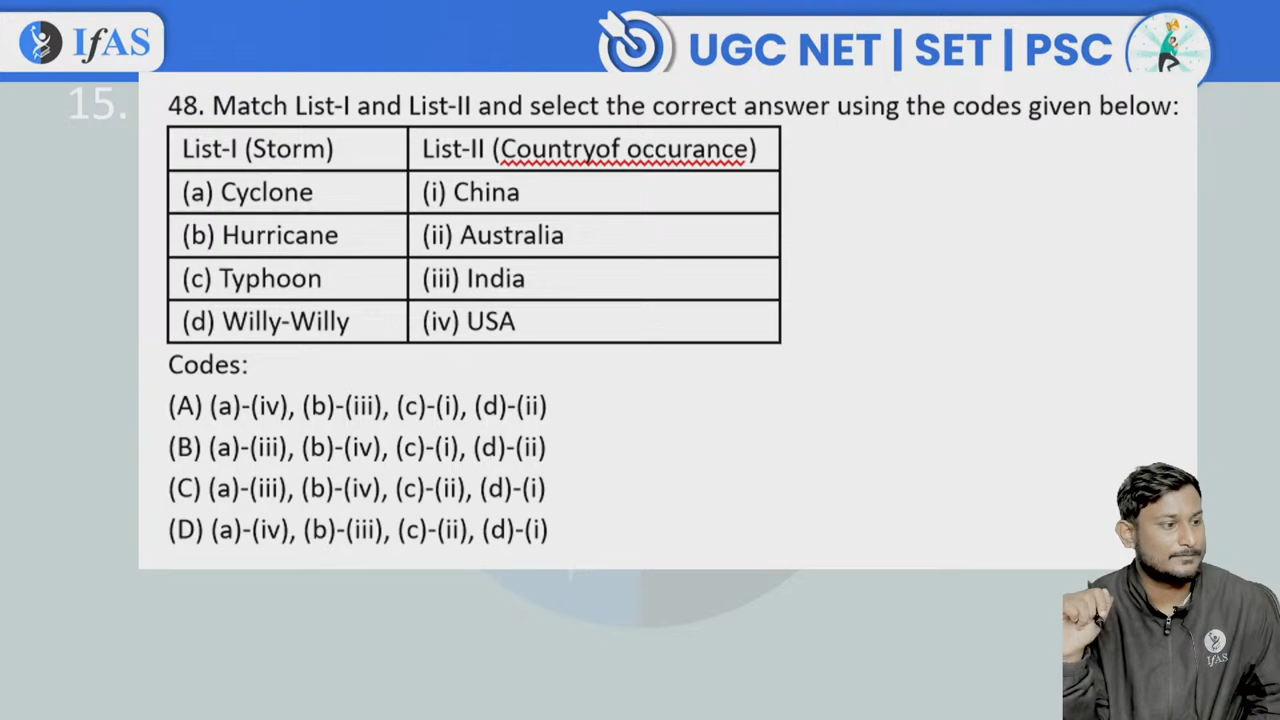 IfAS
UGC NET | SET | PSC
15.
48. Match List-I and List-II and select the correct answer using the codes given below:
List-I (Storm) List-II (Countryof occurance)
(a) Cyclone (i) China
(b) Hurricane (ii) Australia
(c) Typhoon (iii) India
(d) Willy-Willy (iv) USA
Codes:
(A) (a)-(iv), (b)-(iii), (c)-(i), (d)-(ii)
(B) (a)-(iii), (b)-(iv), (c)-(i), (d)-(ii)
(C) (a)-(iii), (b)-(iv), (c)-(ii), (d)-(i)
(D) (a)-(iv), (b)-(iii), (c)-(ii), (d)-(i)
IfAS